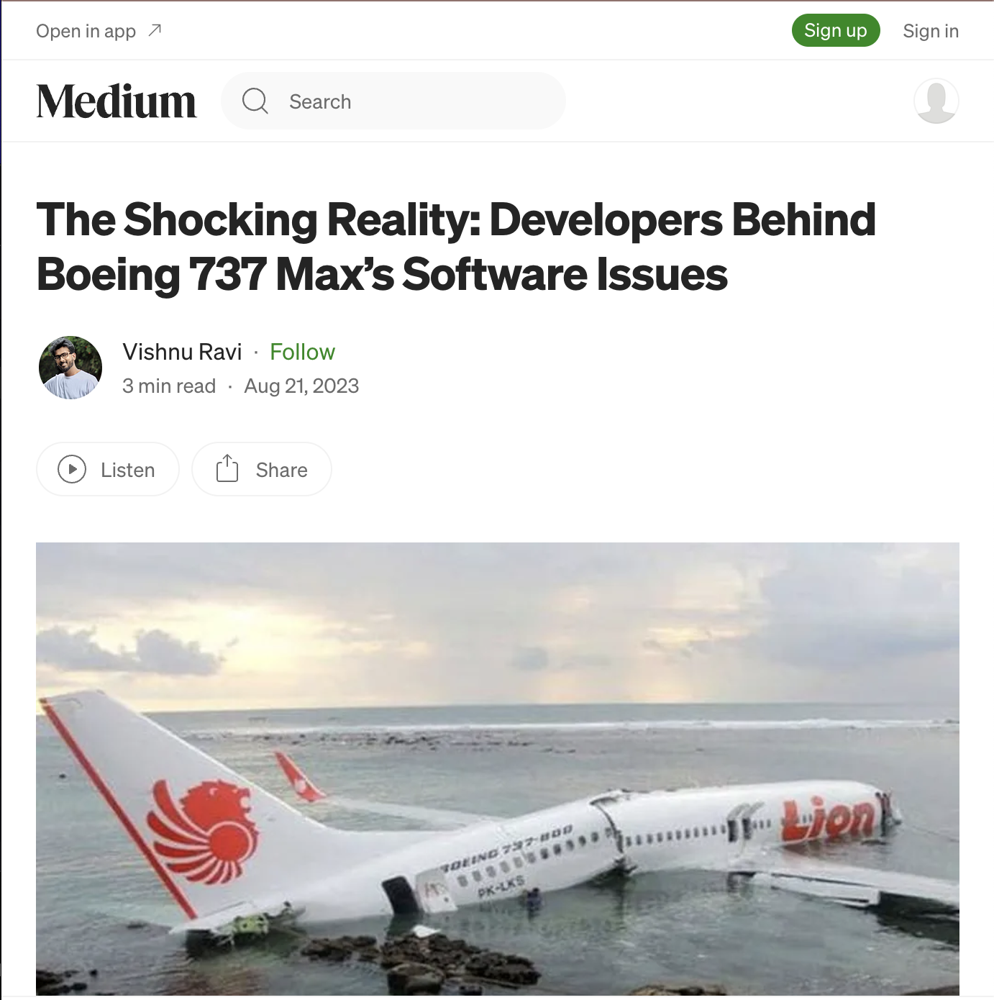 Open in app
Sign up
Sign in
Medium
Search
The Shocking Reality: Developers Behind
Boeing 737 Max’s Software Issues
Vishnu Ravi · Follow
3 min read · Aug 21, 2023
Listen
Share
Lion
BOEING 737-800
PK-LKS